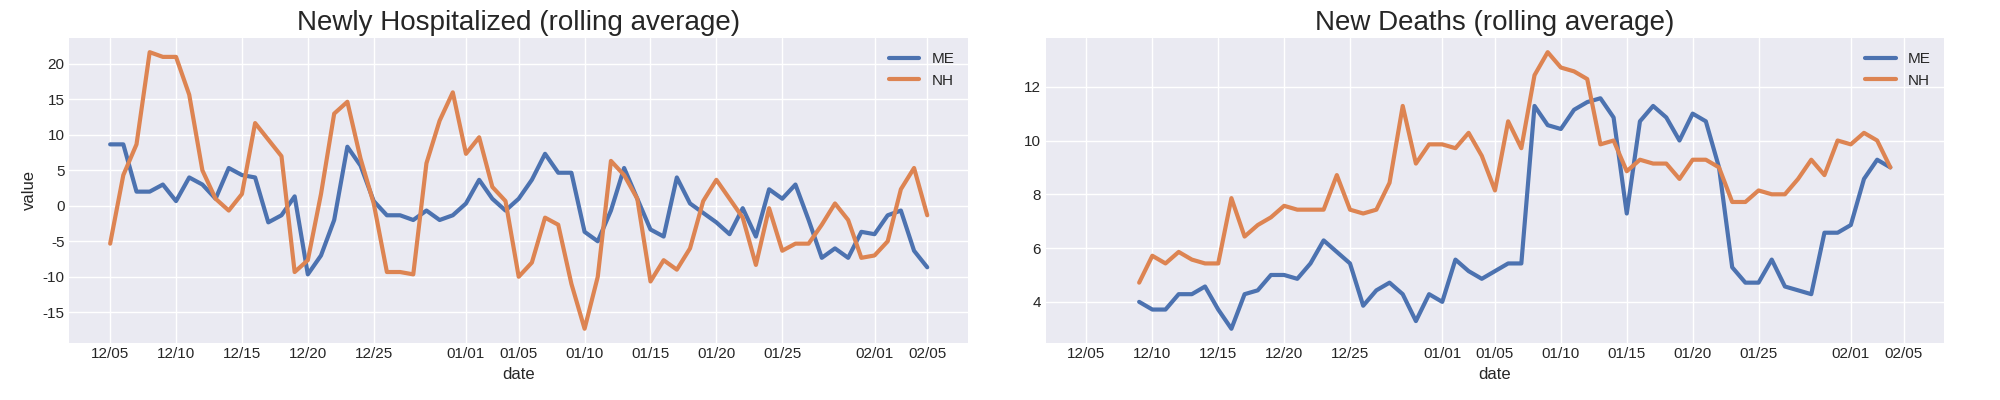 Newly Hospitalized (rolling average)
ME
NH
value
20
15
10
5
0
-5
-10
-15
12/05 12/10 12/15 12/20 12/25 01/01 01/05 01/10 01/15 01/20 01/25 02/01 02/05
date
New Deaths (rolling average)
ME
NH
12
10
8
6
4
12/05 12/10 12/15 12/20 12/25 01/01 01/05 01/10 01/15 01/20 01/25 02/01 02/05
date